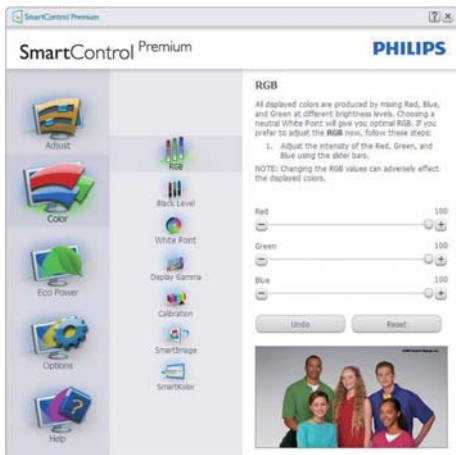 SmartControl Premium
SmartControl Premium
PHILIPS
Adjust
Color
Eco Power
Options
Help
RGB
Black Level
White Point
Display Gamma
Calibration
SmartImage
SmartKolor
RGB
All displayed colors are produced by mixing Red, Blue,
and Green at different brightness levels. Choosing a
neutral White Point will give you optimal RGB. If you
prefer to adjust the RGB now, follow these steps:
1. Adjust the intensity of the Red, Green, and
Blue using the slider bars.
NOTE: Changing the RGB values can adversely effect
the displayed colors.
Red 100
Green 100
Blue 100
Undo Reset